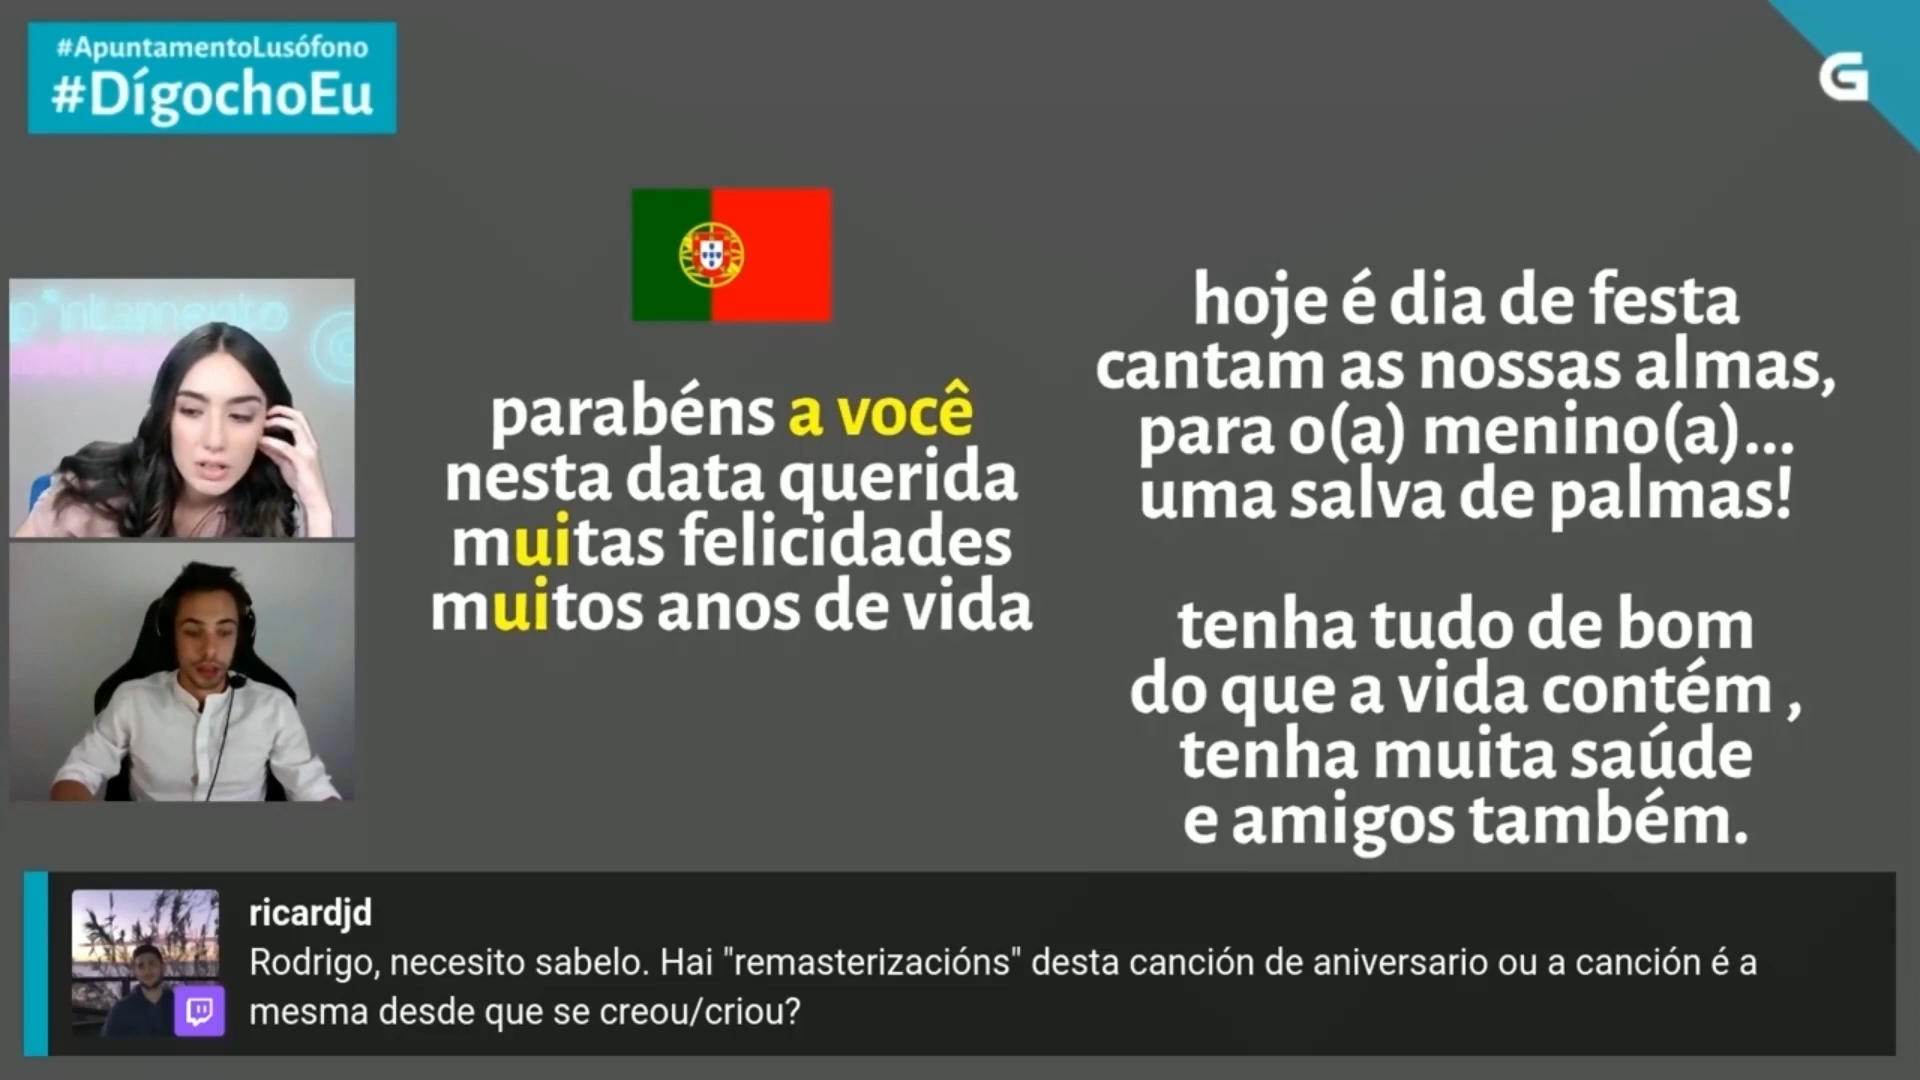 #ApuntamentoLusófono
#DígochoEu
G
parabéns a você
nesta data querida
muitas felicidades
muitos anos de vida
hoje é dia de festa
cantam as nossas almas,
para o(a) menino(a)...
uma salva de palmas!
tenha tudo de bom
do que a vida contém ,
tenha muita saúde
e amigos também.
ricardjd
Rodrigo, necesito sabelo. Hai "remasterizacións" desta canción de aniversario ou a canción é a
mesma desde que se creou/criou?